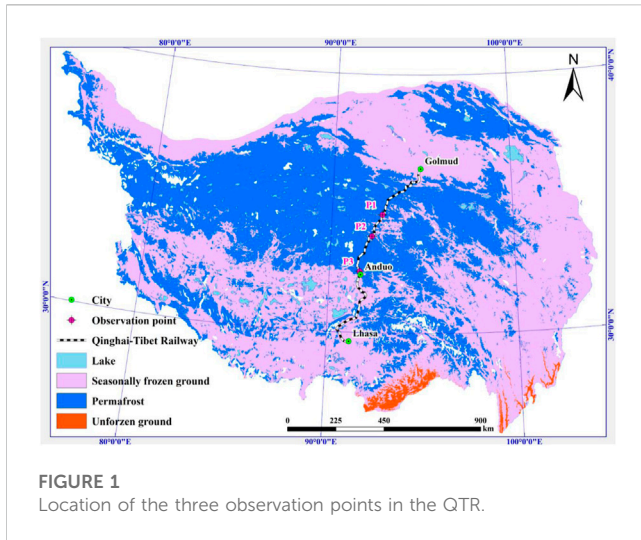 80°0'0"E
90°0'0"E
100°0'0"E
N
40°0'0"N
Golmud
P1
P2
P3
Anduo
30°0'0"N
30°0'0"N
City
Observation point
Lhasa
Qinghai-Tibet Railway
Lake
Seasonally frozen ground
Permafrost
Unforzen ground
0 225 450 900
km
80°0'0"E
90°0'0"E
100°0'0"E
FIGURE 1
Location of the three observation points in the QTR.